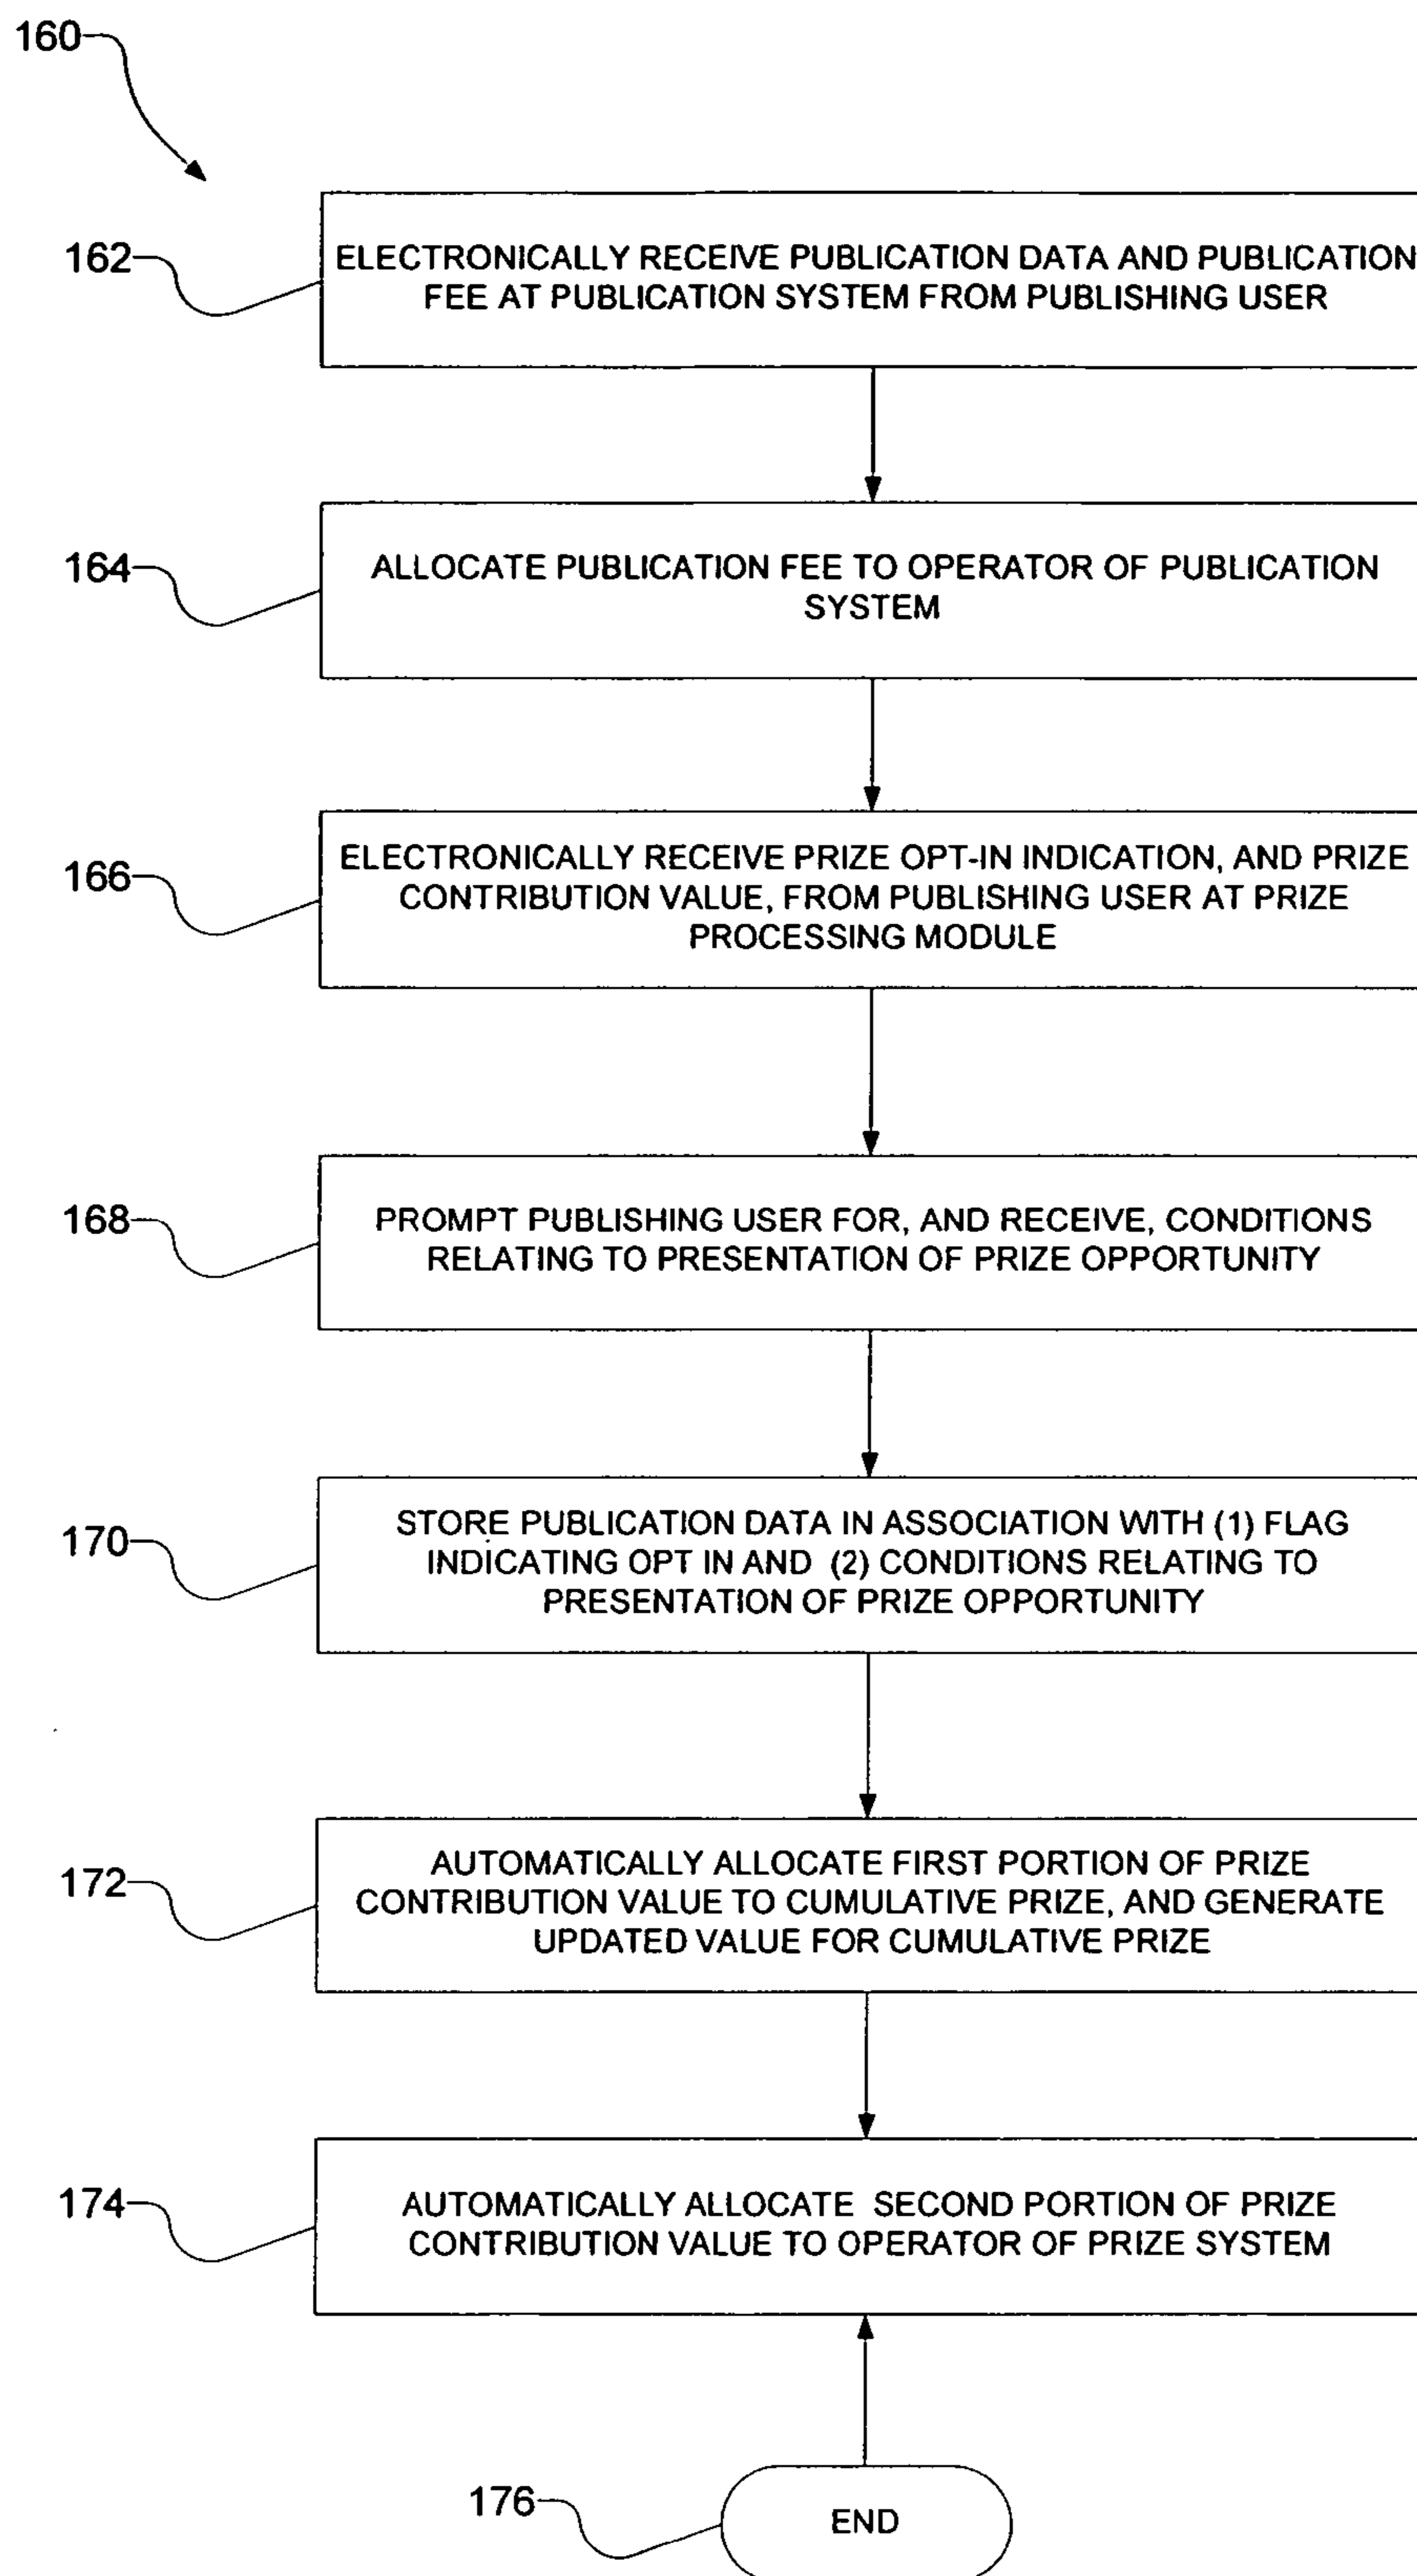 160
162
ELECTRONICALLY RECEIVE PUBLICATION DATA AND PUBLICATION
FEE AT PUBLICATION SYSTEM FROM PUBLISHING USER
164
ALLOCATE PUBLICATION FEE TO OPERATOR OF PUBLICATION
SYSTEM
166
ELECTRONICALLY RECEIVE PRIZE OPT-IN INDICATION, AND PRIZE
CONTRIBUTION VALUE, FROM PUBLISHING USER AT PRIZE
PROCESSING MODULE
168
PROMPT PUBLISHING USER FOR, AND RECEIVE, CONDITIONS
RELATING TO PRESENTATION OF PRIZE OPPORTUNITY
170
STORE PUBLICATION DATA IN ASSOCIATION WITH (1) FLAG
INDICATING OPT IN AND (2) CONDITIONS RELATING TO
PRESENTATION OF PRIZE OPPORTUNITY
172
AUTOMATICALLY ALLOCATE FIRST PORTION OF PRIZE
CONTRIBUTION VALUE TO CUMULATIVE PRIZE, AND GENERATE
UPDATED VALUE FOR CUMULATIVE PRIZE
174
AUTOMATICALLY ALLOCATE SECOND PORTION OF PRIZE
CONTRIBUTION VALUE TO OPERATOR OF PRIZE SYSTEM
176
END